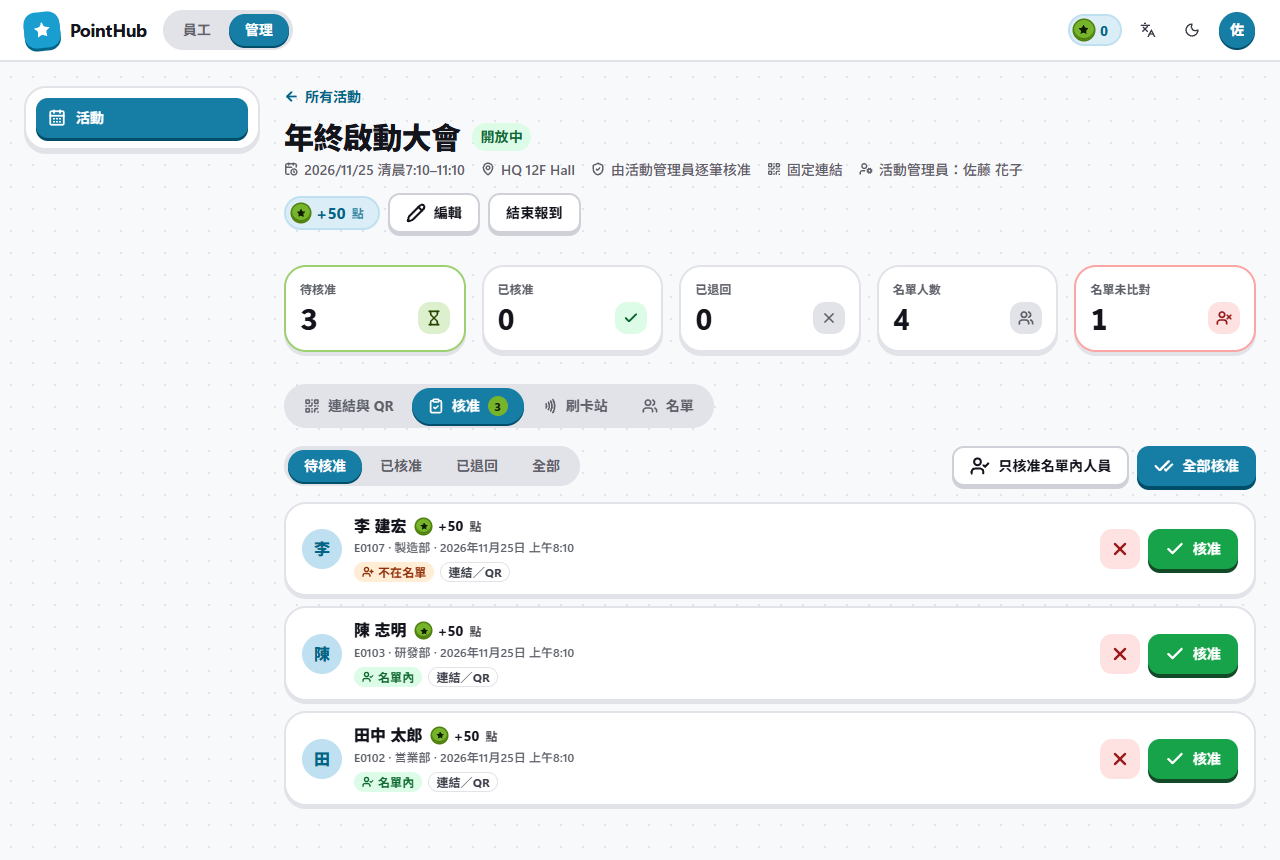 PointHub
員工
管理
0
佐
活動
所有活動
年終啟動大會
開放中
2026/11/25 清晨7:10–11:10
HQ 12F Hall
由活動管理員逐筆核准
固定連結
活動管理員：佐藤 花子
+50 點
編輯
結束報到
待核准
3
已核准
0
已退回
0
名單人數
4
名單未比對
1
連結與 QR
核准 3
刷卡站
名單
待核准
已核准
已退回
全部
只核准名單內人員
全部核准
李
李 建宏
+50 點
E0107 · 製造部 · 2026年11月25日 上午8:10
不在名單
連結／QR
核准
陳
陳 志明
+50 點
E0103 · 研發部 · 2026年11月25日 上午8:10
名單內
連結／QR
核准
田
田中 太郎
+50 點
E0102 · 営業部 · 2026年11月25日 上午8:10
名單內
連結／QR
核准